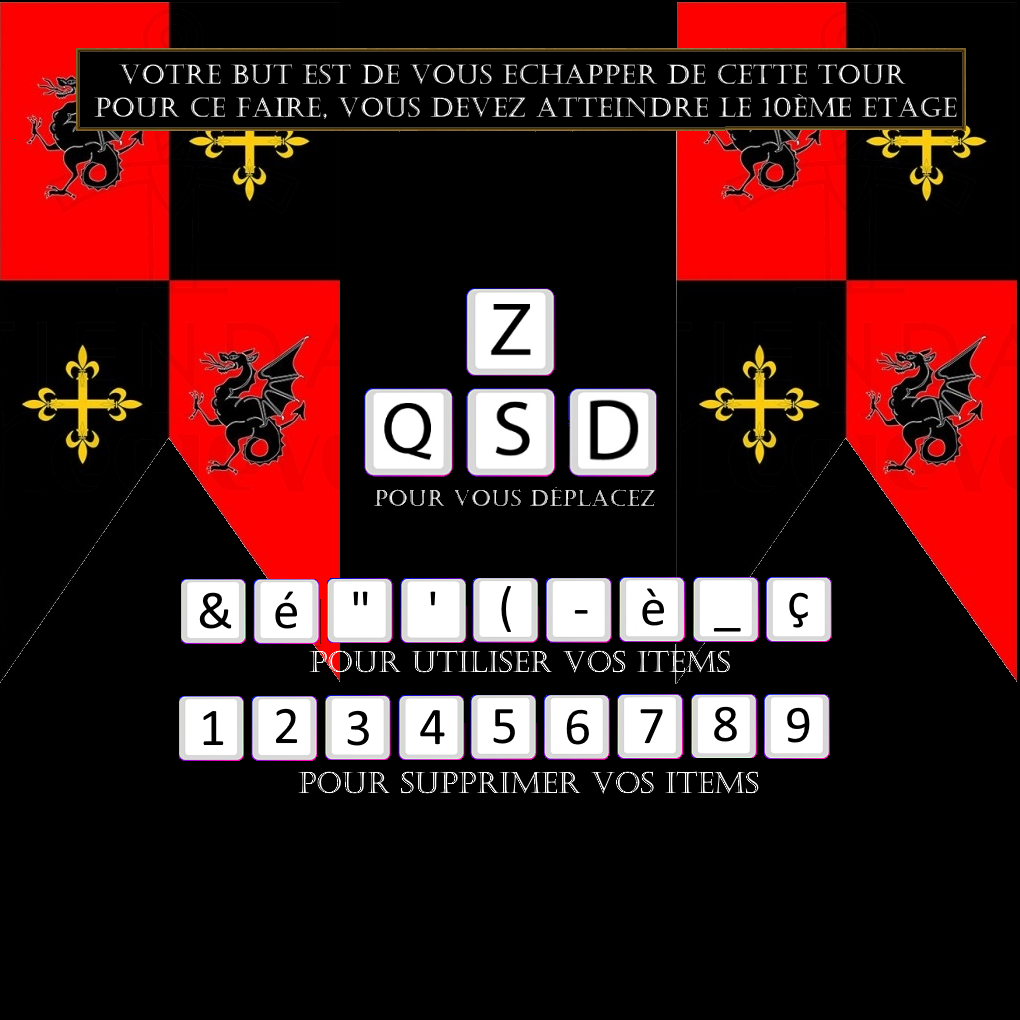 VOTRE BUT EST DE VOUS ECHAPPER DE CETTE TOUR
POUR CE FAIRE, VOUS DEVEZ ATTEINDRE LE 10ÈME ETAGE
Z
Q S D
POUR VOUS DÉPLACEZ
& é " ' ( - è _ ç
POUR UTILISER VOS ITEMS
1 2 3 4 5 6 7 8 9
POUR SUPPRIMER VOS ITEMS